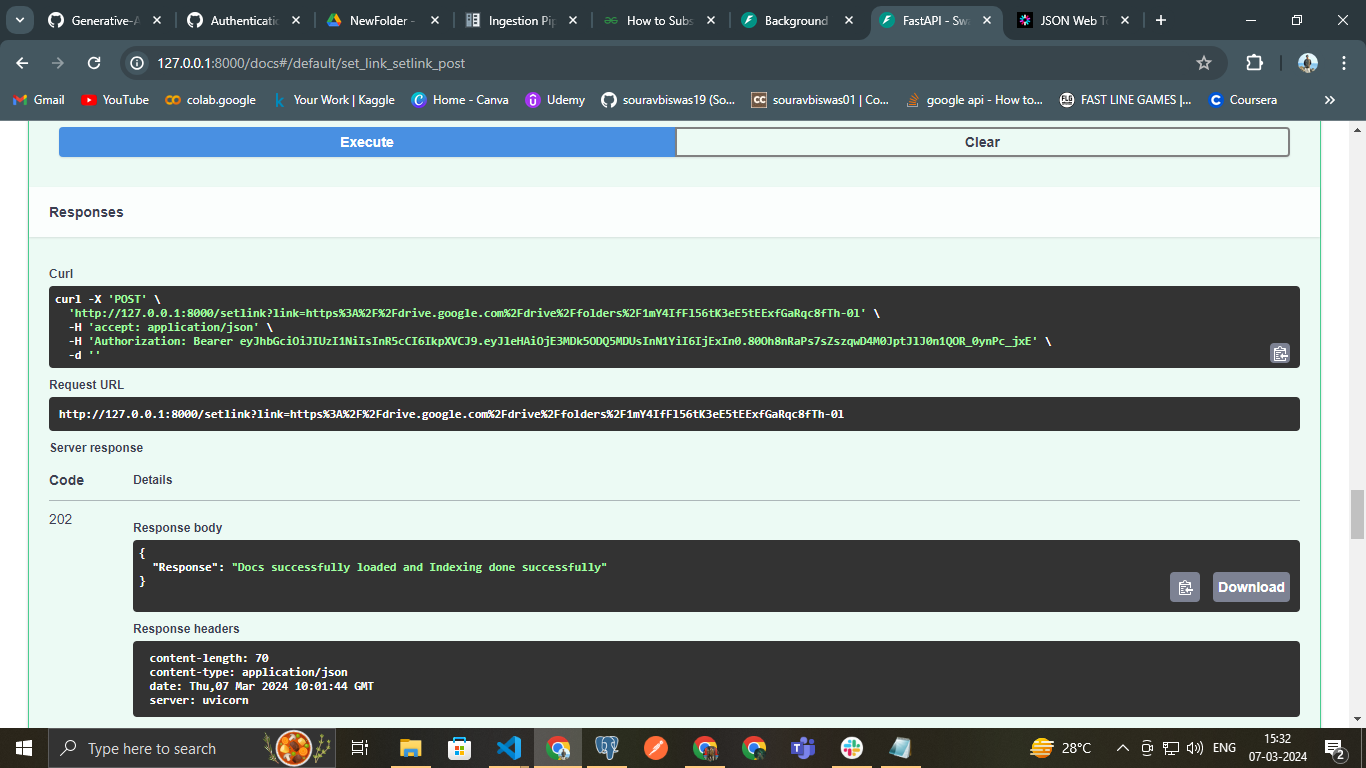 Generative-A
Authenticati
NewFolder -
Ingestion Pip
How to Subs
Background
FastAPI - Swa
JSON Web To
127.0.0.1:8000/docs#/default/set_link_setlink_post
Gmail
YouTube
colab.google
Your Work | Kaggle
Home - Canva
Udemy
souravbiswas19 (So...
souravbiswas01 | Co...
google api - How to...
FAST LINE GAMES |...
Coursera
Execute
Clear
Responses
Curl
curl -X 'POST' \
'http://127.0.0.1:8000/setlink?link=https%3A%2F%2Fdrive.google.com%2Fdrive%2Ffolders%2F1mY4IfFl56tK3eE5tEExfGaRqc8fTh-0l' \
-H 'accept: application/json' \
-H 'Authorization: Bearer eyJhbGciOiJIUzI1NiIsInR5cCI6IkpXVCJ9.eyJleHAiOjE3MDk5ODQ5MDUsInN1YiI6IjExIn0.80Oh8nRaPs7sZszqwD4M0JptJlJ0n1QOR_0ynPc_jxE' \
-d ''
Request URL
http://127.0.0.1:8000/setlink?link=https%3A%2F%2Fdrive.google.com%2Fdrive%2Ffolders%2F1mY4IfFl56tK3eE5tEExfGaRqc8fTh-0l
Server response
Code
Details
202
Response body
{
"Response": "Docs successfully loaded and Indexing done successfully"
}
Download
Response headers
content-length: 70
content-type: application/json
date: Thu,07 Mar 2024 10:01:44 GMT
server: uvicorn
Type here to search
28°C
ENG
15:32
07-03-2024
2